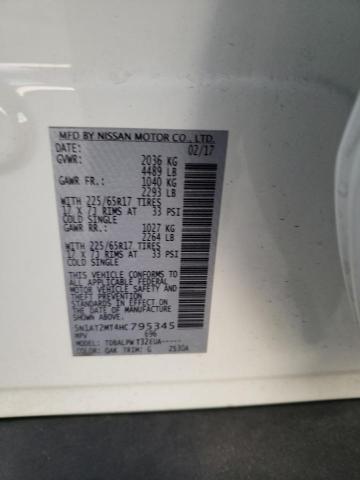 MFD BY NISSAN MOTOR CO., LTD.
DATE: 02/17
GVWR: 2036 KG
4489 LB
GAWR FR.: 1040 KG
2293 LB
WITH 225/65R17 TIRES
17 X 7J RIMS AT 33 PSI
COLD SINGLE
GAWR RR.: 1027 KG
2264 LB
WITH 225/65R17 TIRES
17 X 7J RIMS AT 33 PSI
COLD SINGLE
THIS VEHICLE CONFORMS TO
ALL APPLICABLE FEDERAL
MOTOR VEHICLE SAFETY
AND THEFT PREVENTION
STANDARDS IN EFFECT ON
THE DATE OF MANUFACTURE
SHOWN ABOVE
5N1AT2MT4HC795345
MPV 696
MODEL: TDBALPW T32EUA-----
COLOR: QAK TRIM: G